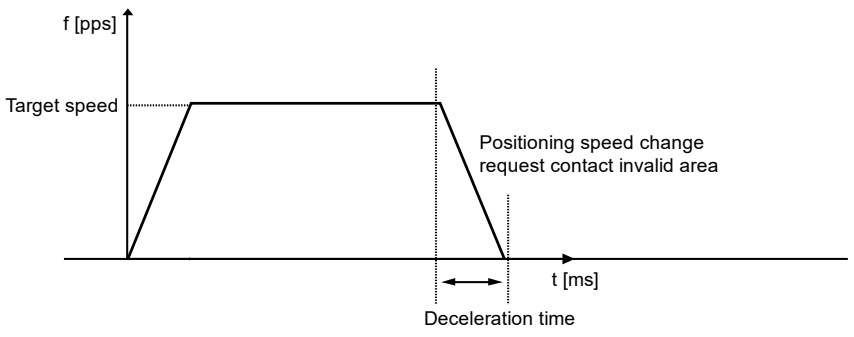 f [pps]
Target speed
Positioning speed change
request contact invalid area
t [ms]
Deceleration time